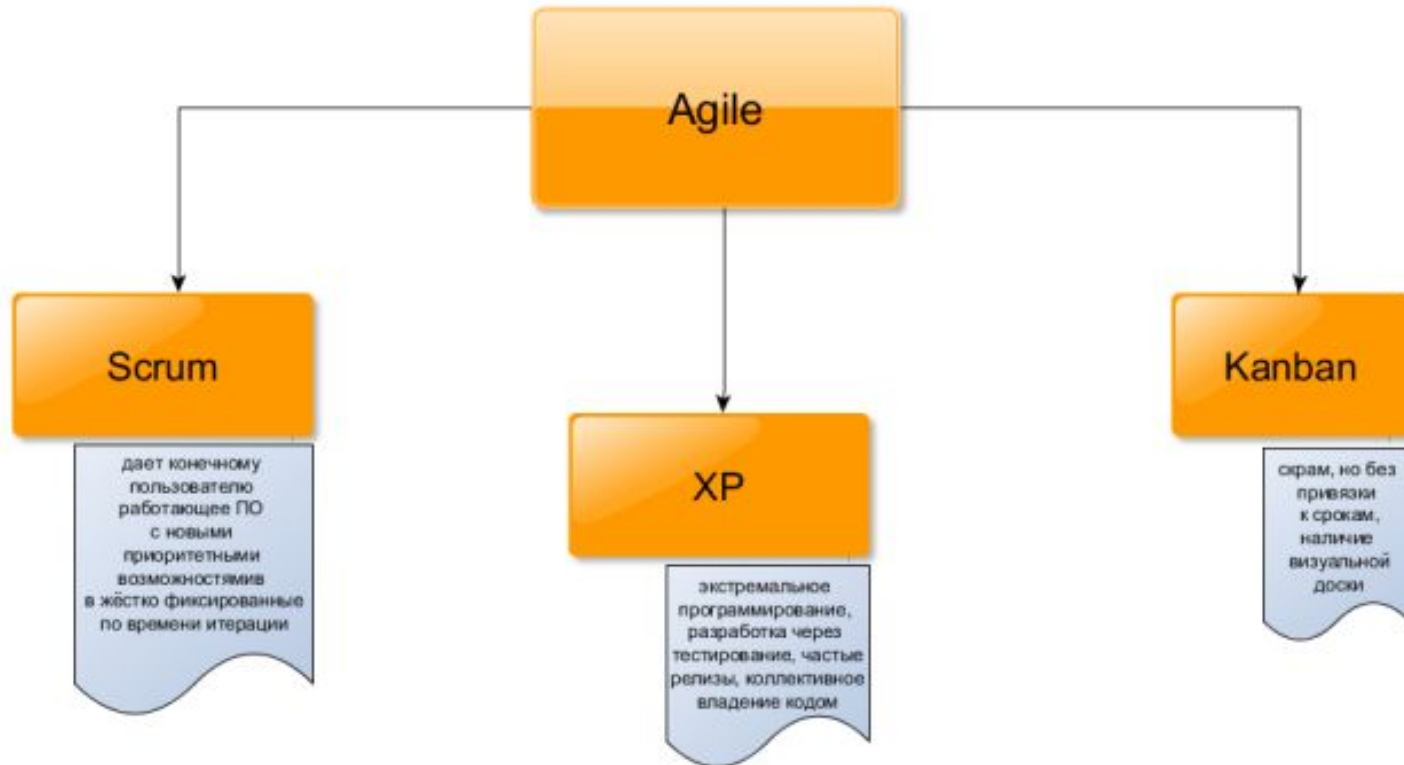 Agile
Scrum
дает конечному
пользователю
работающее ПО
с новыми
приоритетными
возможностямив
в жёстко фиксированные
по времени итерации
XP
экстремальное
программирование,
разработка через
тестирование, частые
релизы, коллективное
владение кодом
Kanban
скрам, но без
привязки
к срокам,
наличие
визуальной
доски